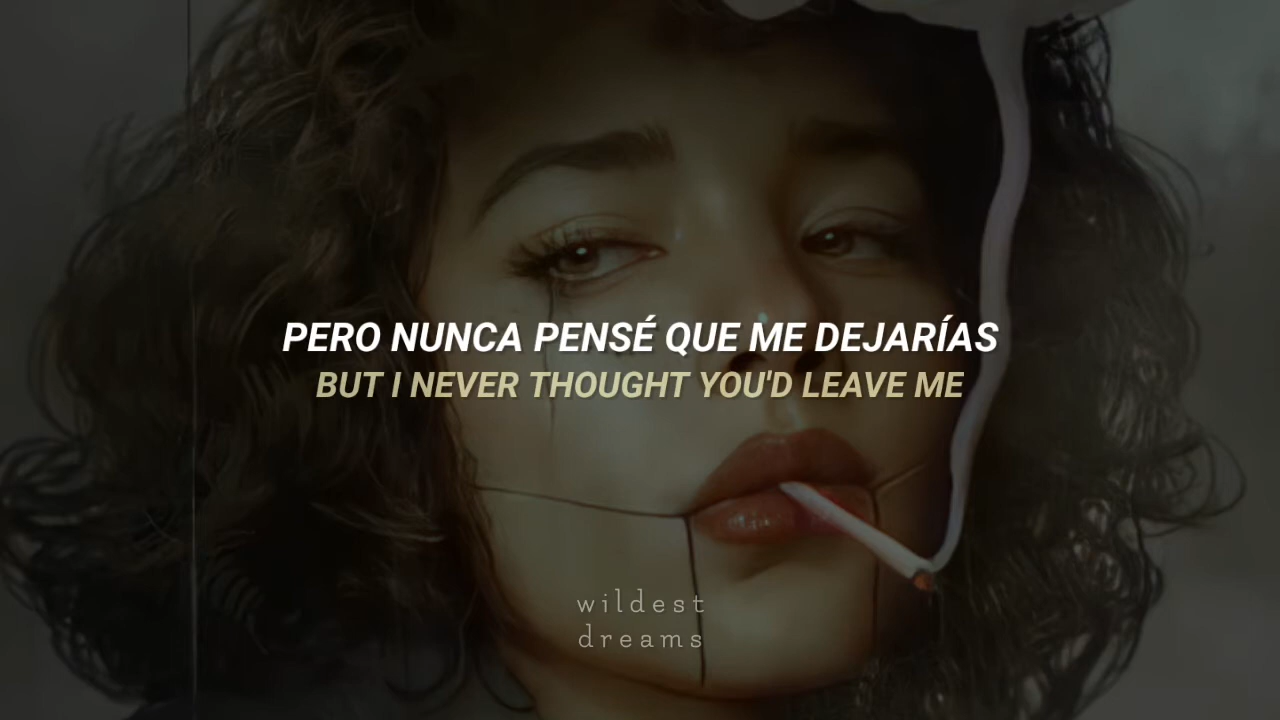 PERO NUNCA PENSÉ QUE ME DEJARÍAS
BUT I NEVER THOUGHT YOU'D LEAVE ME
wildest
dreams